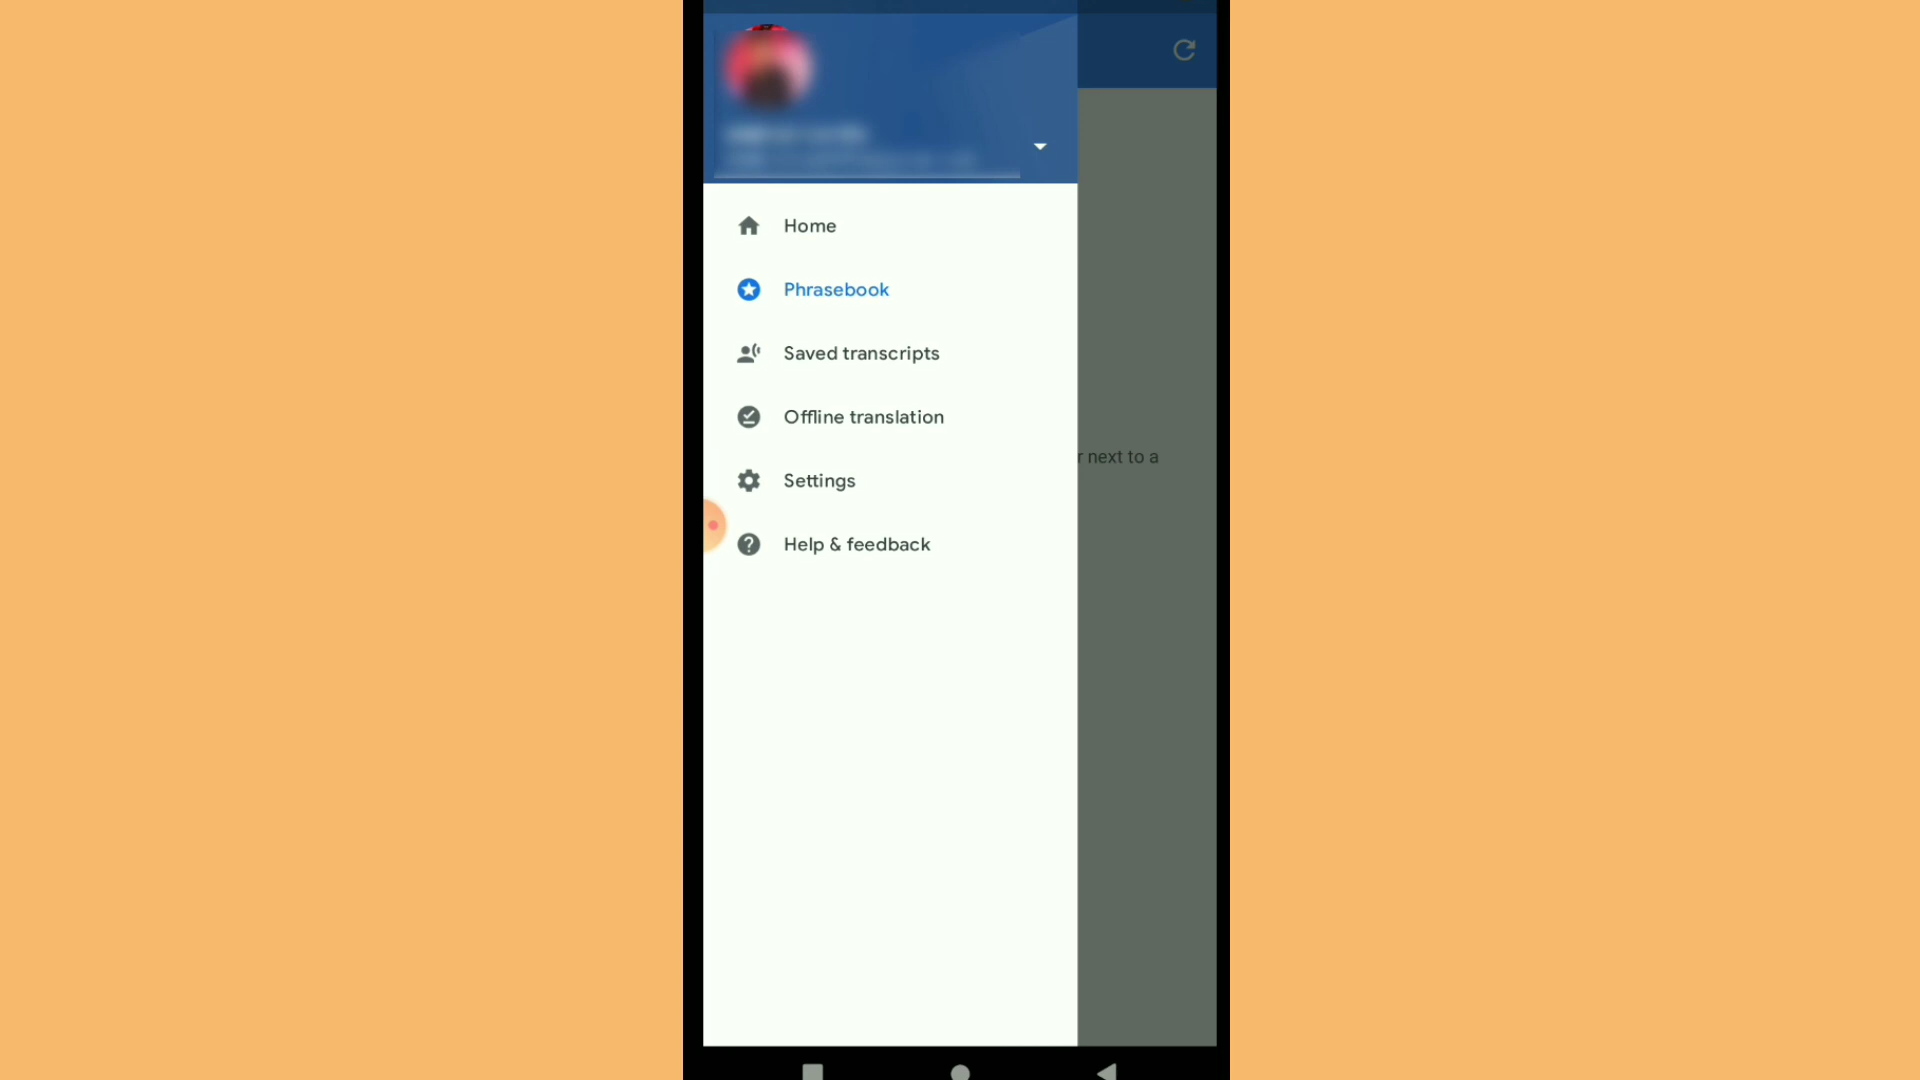 Home
Phrasebook
Saved transcripts
Offline translation
r next to a
Settings
Help & feedback